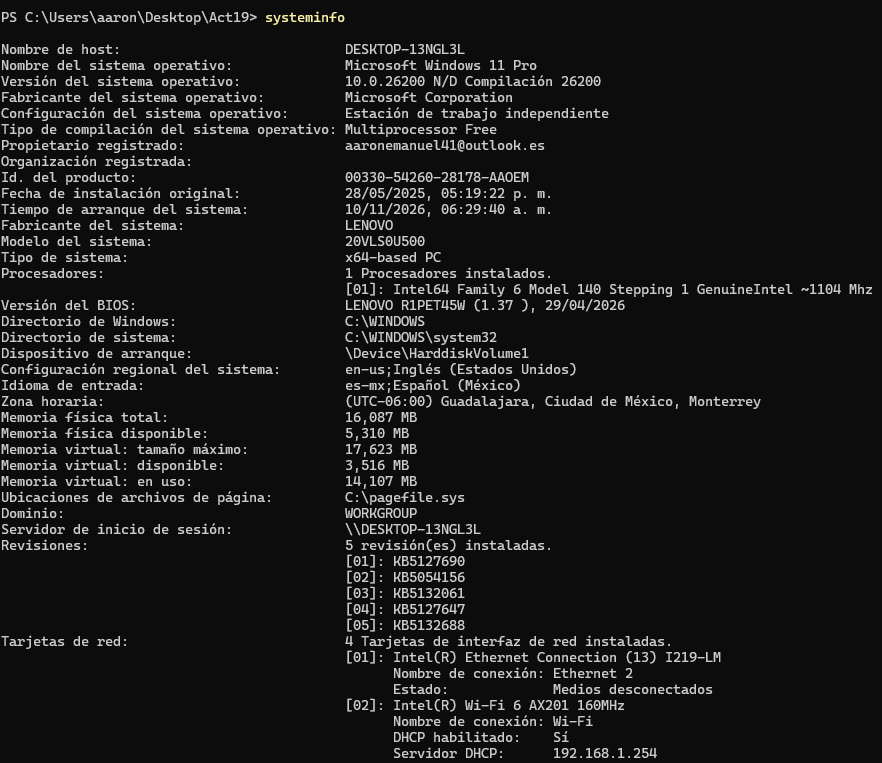 PS C:\Users\aaron\Desktop\Act19> systeminfo
Nombre de host: DESKTOP-13NGL3L
Nombre del sistema operativo: Microsoft Windows 11 Pro
Versión del sistema operativo: 10.0.26200 N/D Compilación 26200
Fabricante del sistema operativo: Microsoft Corporation
Configuración del sistema operativo: Estación de trabajo independiente
Tipo de compilación del sistema operativo: Multiprocessor Free
Propietario registrado: aaronemanuel41@outlook.es
Organización registrada:
Id. del producto: 00330-54260-28178-AAOEM
Fecha de instalación original: 28/05/2025, 05:19:22 p. m.
Tiempo de arranque del sistema: 10/11/2026, 06:29:40 a. m.
Fabricante del sistema: LENOVO
Modelo del sistema: 20VLS0U500
Tipo de sistema: x64-based PC
Procesadores: 1 Procesadores instalados.
[01]: Intel64 Family 6 Model 140 Stepping 1 GenuineIntel ~1104 Mhz
Versión del BIOS: LENOVO R1PET45W (1.37 ), 29/04/2026
Directorio de Windows: C:\WINDOWS
Directorio de sistema: C:\WINDOWS\system32
Dispositivo de arranque: \Device\HarddiskVolume1
Configuración regional del sistema: en-us;Inglés (Estados Unidos)
Idioma de entrada: es-mx;Español (México)
Zona horaria: (UTC-06:00) Guadalajara, Ciudad de México, Monterrey
Memoria física total: 16,087 MB
Memoria física disponible: 5,310 MB
Memoria virtual: tamaño máximo: 17,623 MB
Memoria virtual: disponible: 3,516 MB
Memoria virtual: en uso: 14,107 MB
Ubicaciones de archivos de página: C:\pagefile.sys
Dominio: WORKGROUP
Servidor de inicio de sesión: \\DESKTOP-13NGL3L
Revisiones: 5 revisión(es) instaladas.
[01]: KB5127690
[02]: KB5054156
[03]: KB5132061
[04]: KB5127647
[05]: KB5132688
Tarjetas de red: 4 Tarjetas de interfaz de red instaladas.
[01]: Intel(R) Ethernet Connection (13) I219-LM
Nombre de conexión: Ethernet 2
Estado: Medios desconectados
[02]: Intel(R) Wi-Fi 6 AX201 160MHz
Nombre de conexión: Wi-Fi
DHCP habilitado: Sí
Servidor DHCP: 192.168.1.254